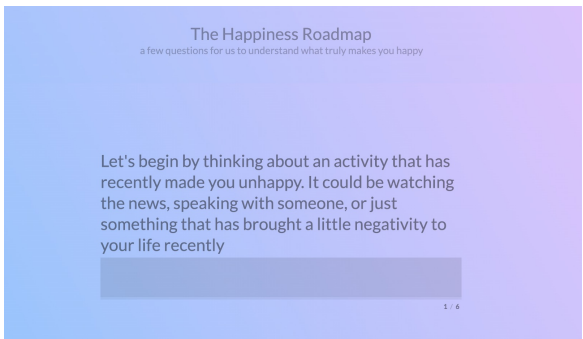 The Happiness Roadmap
a few questions for us to understand what truly makes you happy
Let's begin by thinking about an activity that has
recently made you unhappy. It could be watching
the news, speaking with someone, or just
something that has brought a little negativity to
your life recently
1 / 6